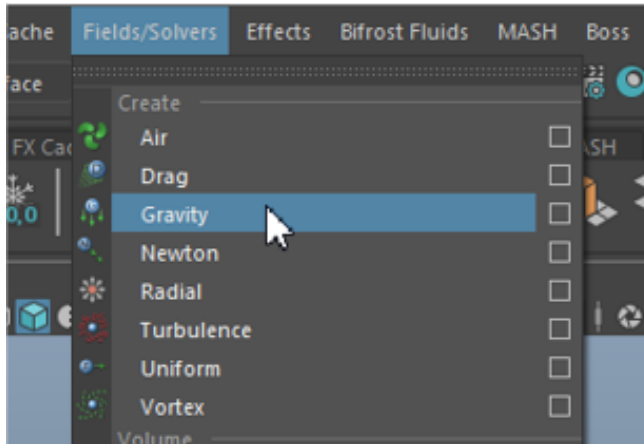 ache Fields/Solvers Effects Bifrost Fluids MASH Boss
face
Create
FX Cac
Air
ASH
Drag
0,0
Gravity
Newton
Radial
Turbulence
Uniform
Vortex
Volume